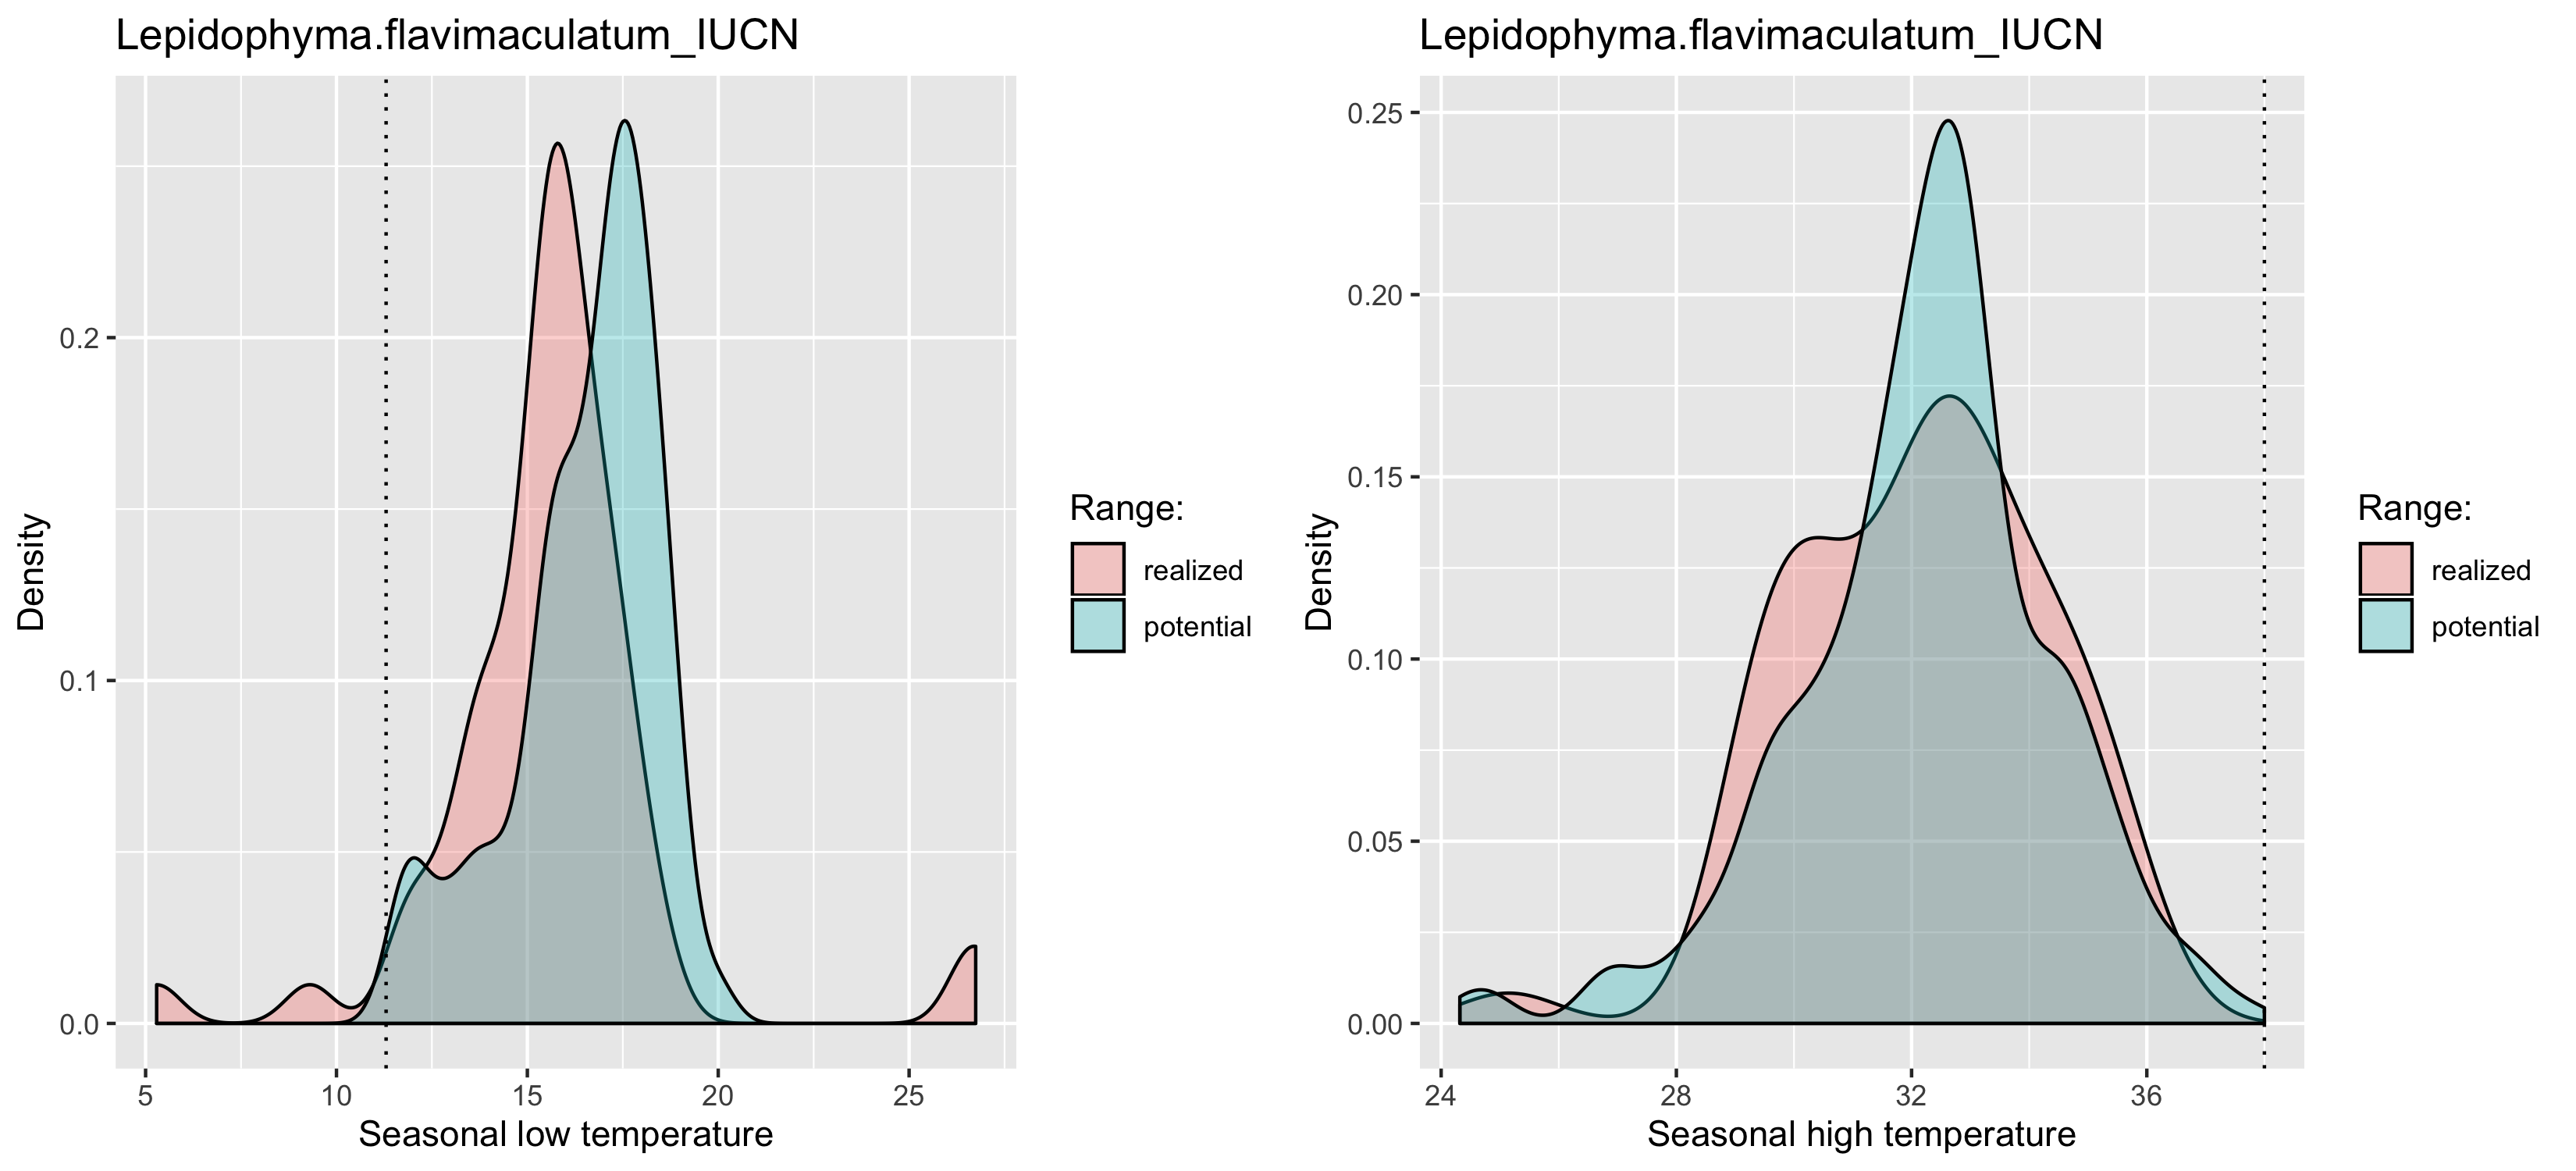 Lepidophyma.flavimaculatum_IUCN
0.2
0.1
0.0
Density
5 10 15 20 25
Seasonal low temperature
Range:
realized
potential
Lepidophyma.flavimaculatum_IUCN
0.25
0.20
0.15
0.10
0.05
0.00
Density
24 28 32 36
Seasonal high temperature
Range:
realized
potential